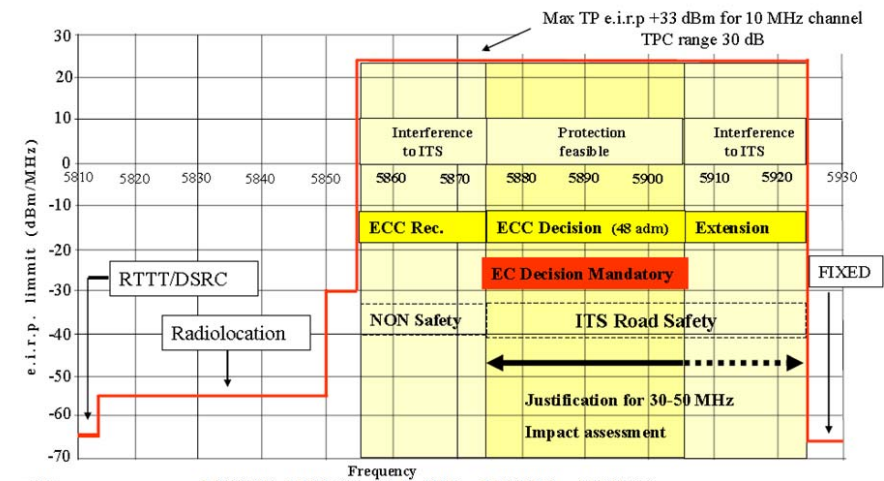 Max TP e.i.r.p +33 dBm for 10 MHz channel
TPC range 30 dB
30
20
10
0
-10
-20
-30
-40
-50
-60
-70
e.i.r.p. limmit (dBm/MHz)
Interference
to ITS
Protection
feasible
Interference
to ITS
5810 5820 5830 5840 5850 5860 5870 5880 5890 5900 5910 5920 5930
ECC Rec.
ECC Decision (48 adm)
Extension
EC Decision Mandatory
RTTT/DSRC
FIXED
Radiolocation
NON Safety
ITS Road Safety
Justification for 30-50 MHz
Impact assessment
Frequency